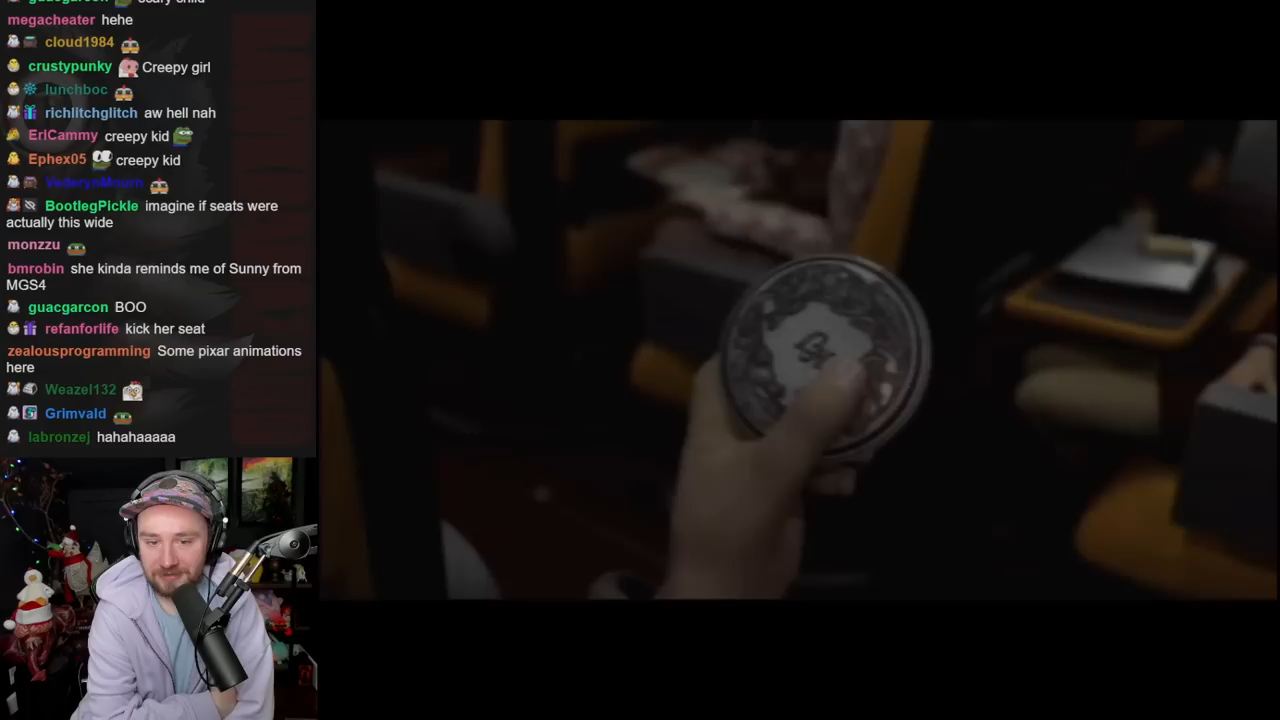 megacheater hehe
cloud1984
crustypunky Creepy girl
lunchboc
richlitchglitch aw hell nah
EriCammy creepy kid
Ephex05 creepy kid
VederynMourn
BootlegPickle imagine if seats were
actually this wide
monzzu
bmrobin she kinda reminds me of Sunny from
MGS4
guacgarcon BOO
refanforlife kick her seat
zealousprogramming Some pixar animations
here
Weazel132
Grimvald
labronzej hahahaaaaa